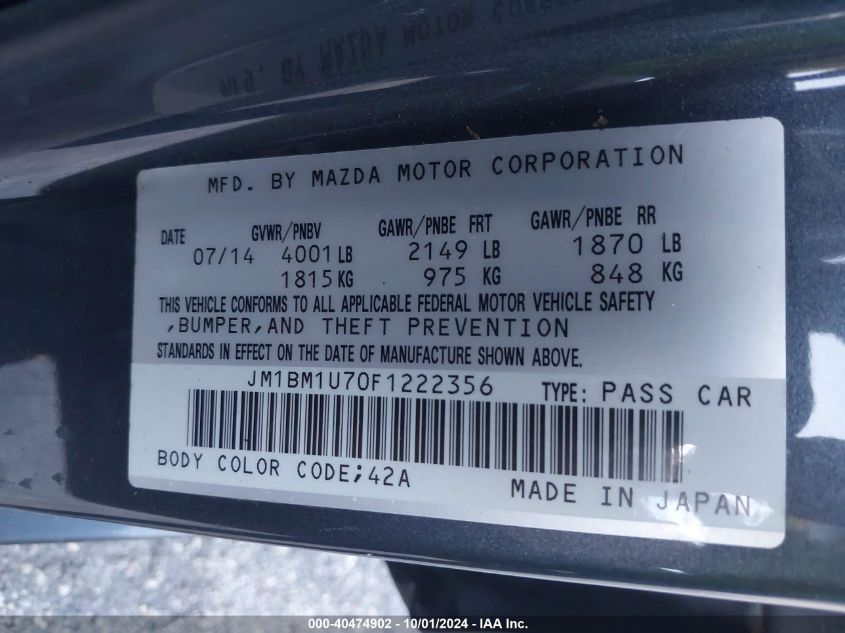 MFD. BY MAZDA MOTOR CORPORATION
DATE GVWR/PNBV GAWR/PNBE FRT GAWR/PNBE RR
07/14 4001 LB 2149 LB 1870 LB
1815 KG 975 KG 848 KG
THIS VEHICLE CONFORMS TO ALL APPLICABLE FEDERAL MOTOR VEHICLE SAFETY
,BUMPER,AND THEFT PREVENTION
STANDARDS IN EFFECT ON THE DATE OF MANUFACTURE SHOWN ABOVE.
JM1BM1U70F1222356 TYPE: PASS CAR
BODY COLOR CODE;42A
MADE IN JAPAN
000-40474902 - 10/01/2024 - IAA Inc.